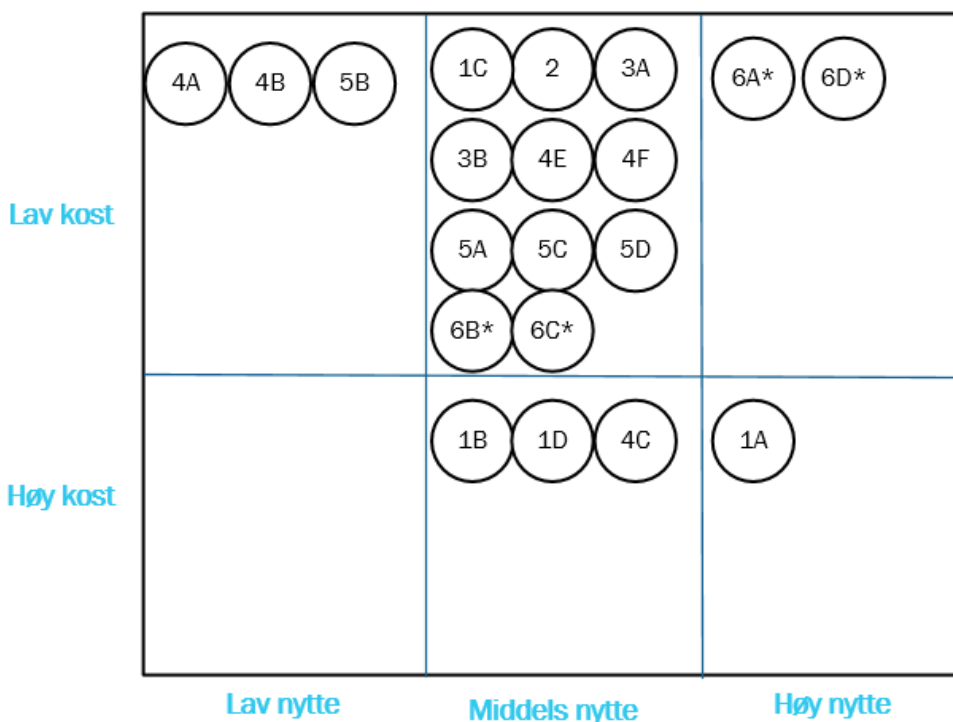 4A 4B 5B 1C 2 3A 6A* 6D*
3B 4E 4F
Lav kost
5A 5C 5D
6B* 6C*
1B 1D 4C 1A
Høy kost
Lav nytte Middels nytte Høy nytte